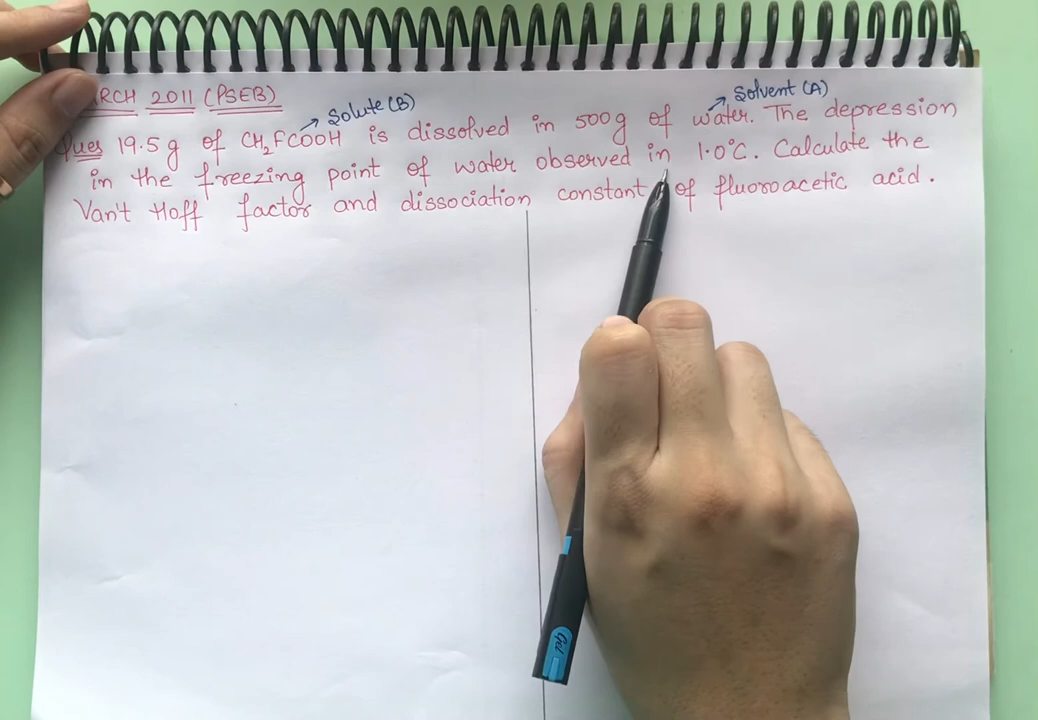 RCH 2011 (PSEB)
Solute (B)
Solvent (A)
Ques 19.5 g of CH₂FCOOH is dissolved in 500g of water. The depression
in the freezing point of water observed in 1.0°C. Calculate the
Van't Hoff factor and dissociation constant of fluoroacetic acid.
Gel